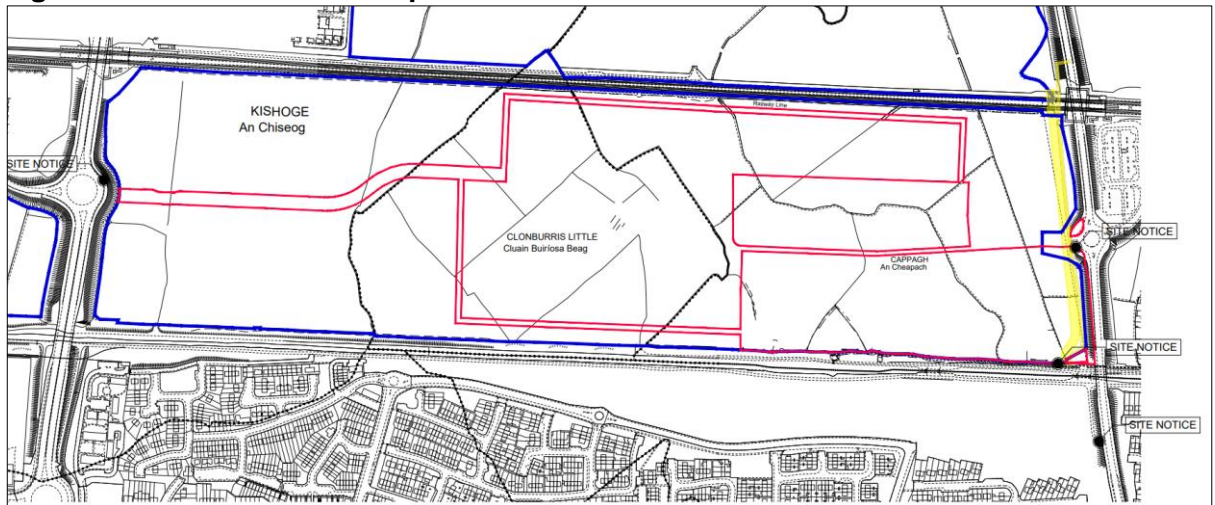 Railway Line
KISHOGE
An Chiseog
SITE NOTICE
SITE NOTICE
CLONBURRIS LITTLE
Cluain Buiríosa Beag
CAPPAGH
An Cheapach
SITE NOTICE
SITE NOTICE